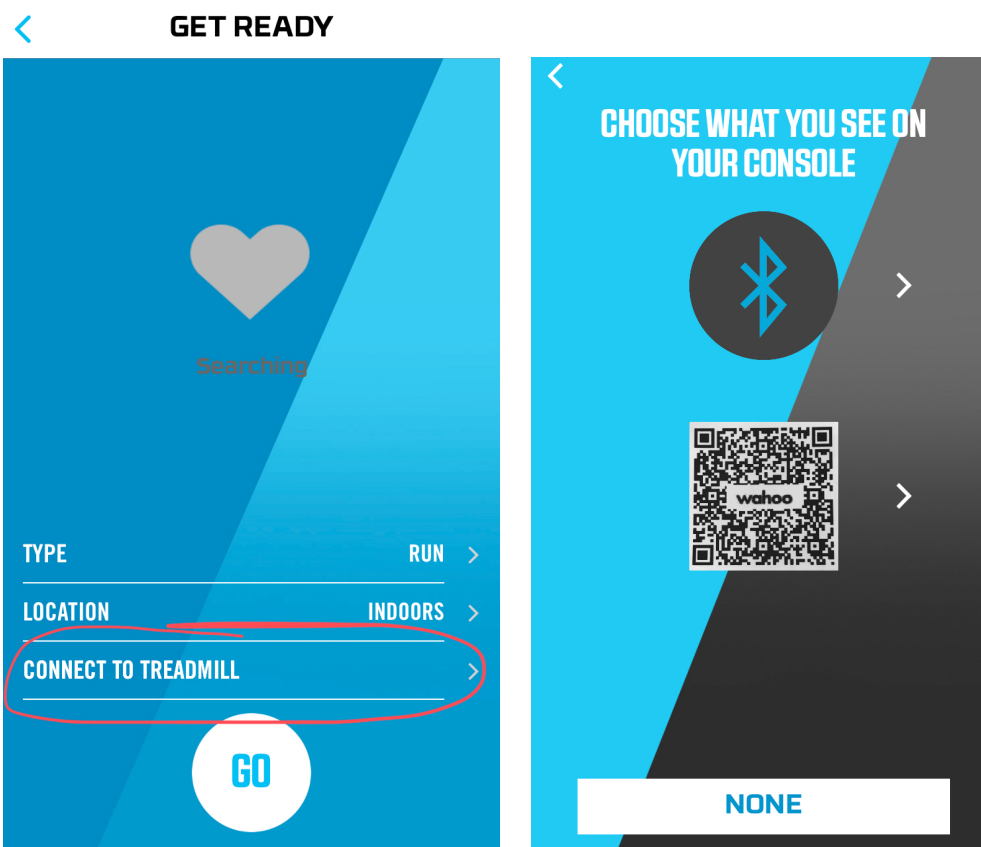 GET READY
Searching
TYPE
RUN
LOCATION
INDOORS
CONNECT TO TREADMILL
GO
CHOOSE WHAT YOU SEE ON
YOUR CONSOLE
wahoo
NONE